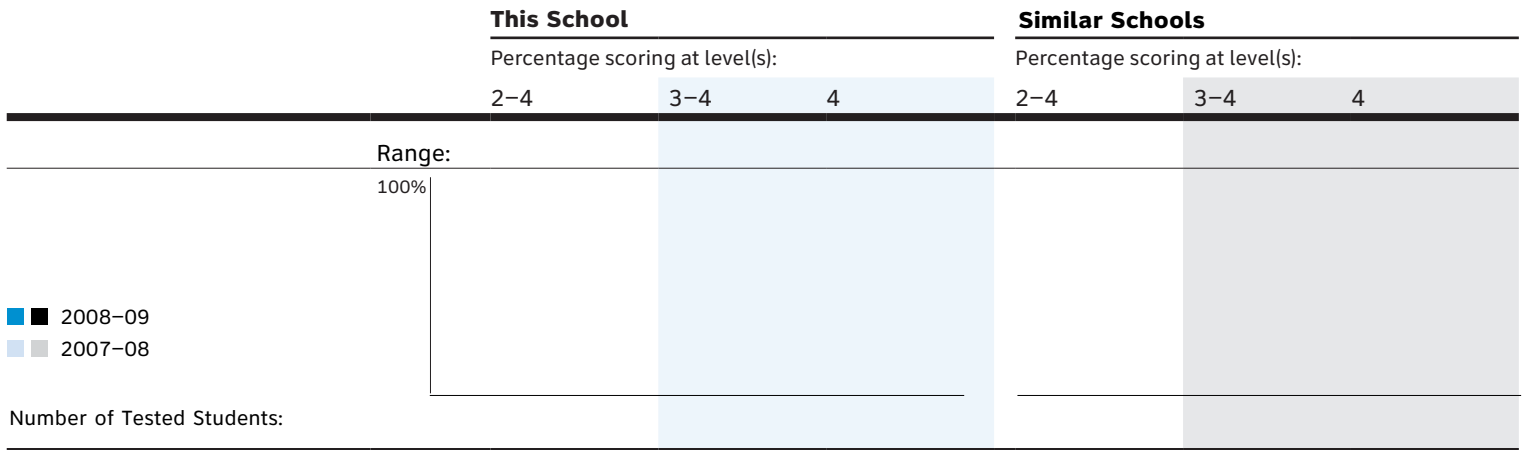 This School Similar Schools
Percentage scoring at level(s): Percentage scoring at level(s):
2–4 3–4 4 2–4 3–4 4
Range:
100%
2008–09
2007–08
Number of Tested Students: